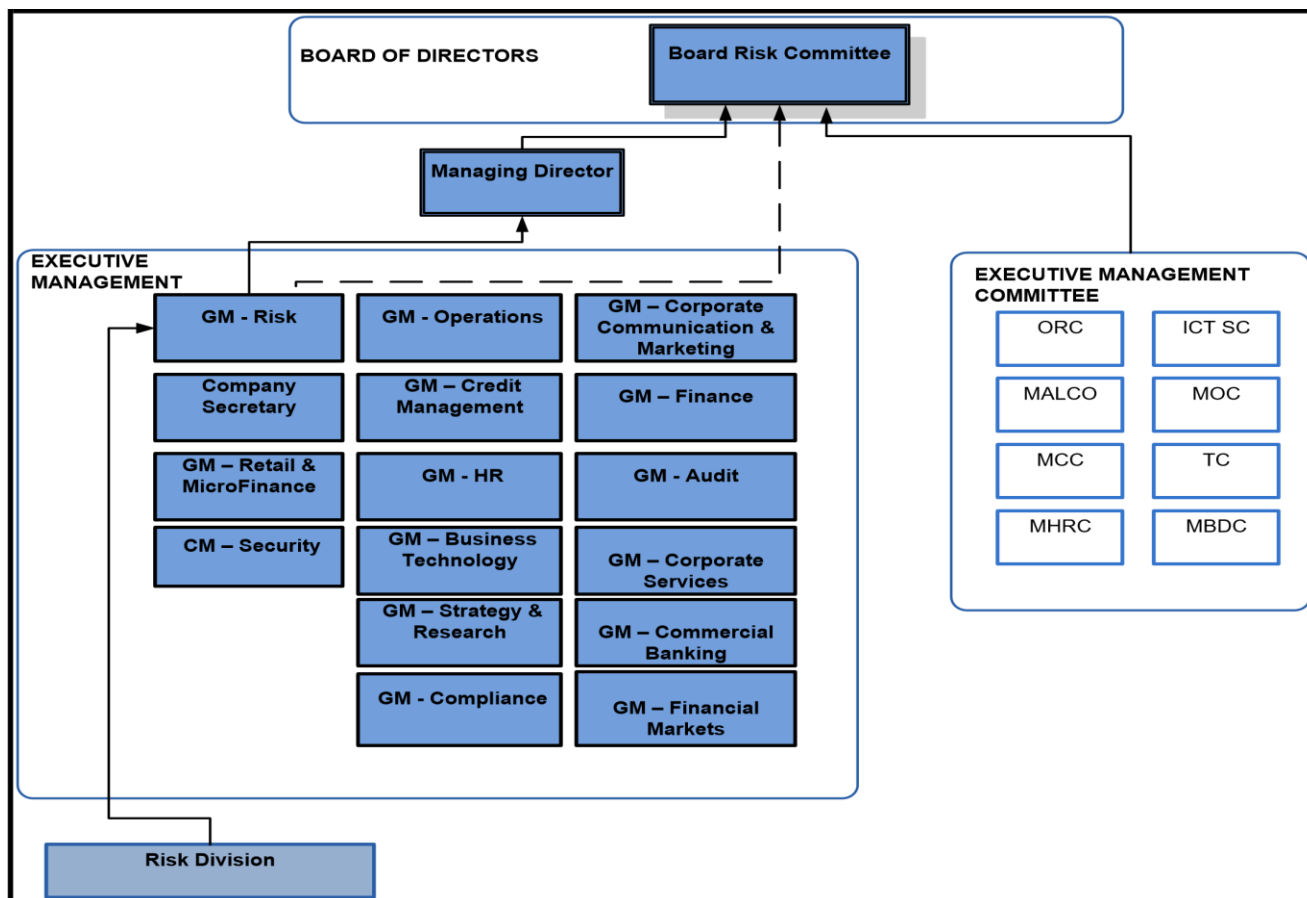 BOARD OF DIRECTORS
Board Risk Committee
Managing Director
EXECUTIVE
MANAGEMENT
GM - Risk
GM - Operations
GM – Corporate
Communication &
Marketing
Company
Secretary
GM – Credit
Management
GM – Finance
GM – Retail &
MicroFinance
GM - HR
GM - Audit
CM – Security
GM – Business
Technology
GM – Corporate
Services
GM – Strategy &
Research
GM – Commercial
Banking
GM - Compliance
GM – Financial
Markets
EXECUTIVE MANAGEMENT
COMMITTEE
ORC
ICT SC
MALCO
MOC
MCC
TC
MHRC
MBDC
Risk Division